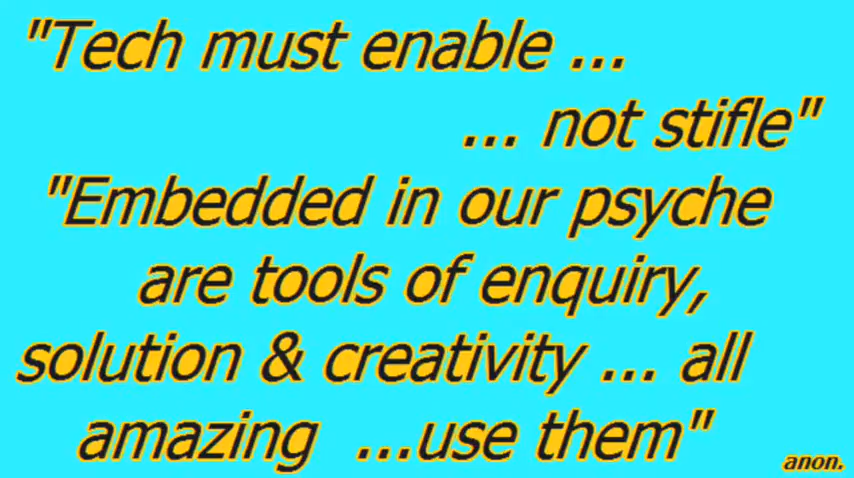 "Tech must enable ...
... not stifle"
"Embedded in our psyche
are tools of enquiry,
solution & creativity ... all
amazing ...use them"
anon.